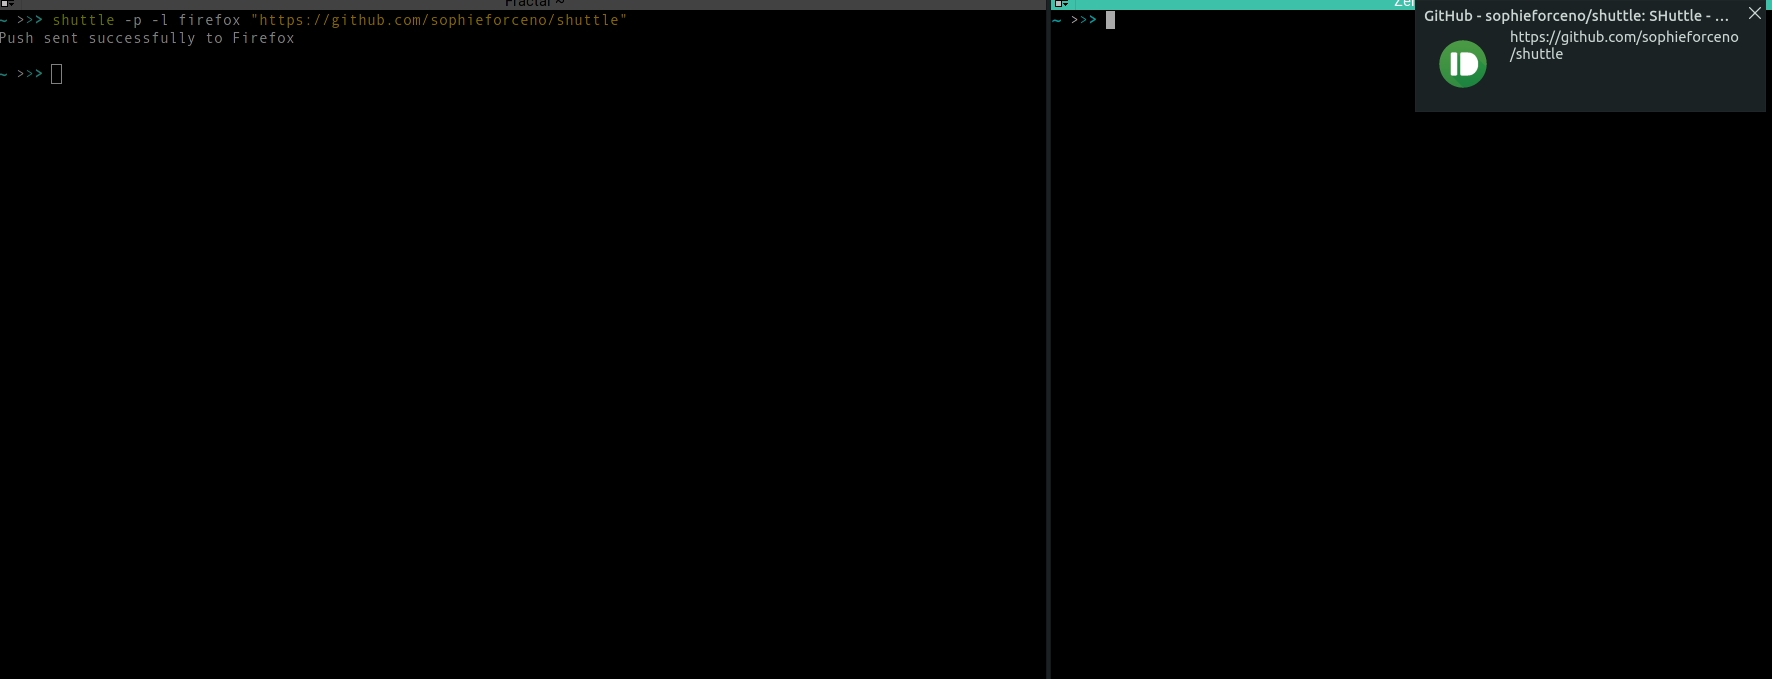 Fractal ~
~ >>> shuttle -p -l firefox "https://github.com/sophieforceno/shuttle"
Push sent successfully to Firefox
~ >>>
~ >>>
GitHub - sophieforceno/shuttle: SHuttle - ...
https://github.com/sophieforceno
/shuttle